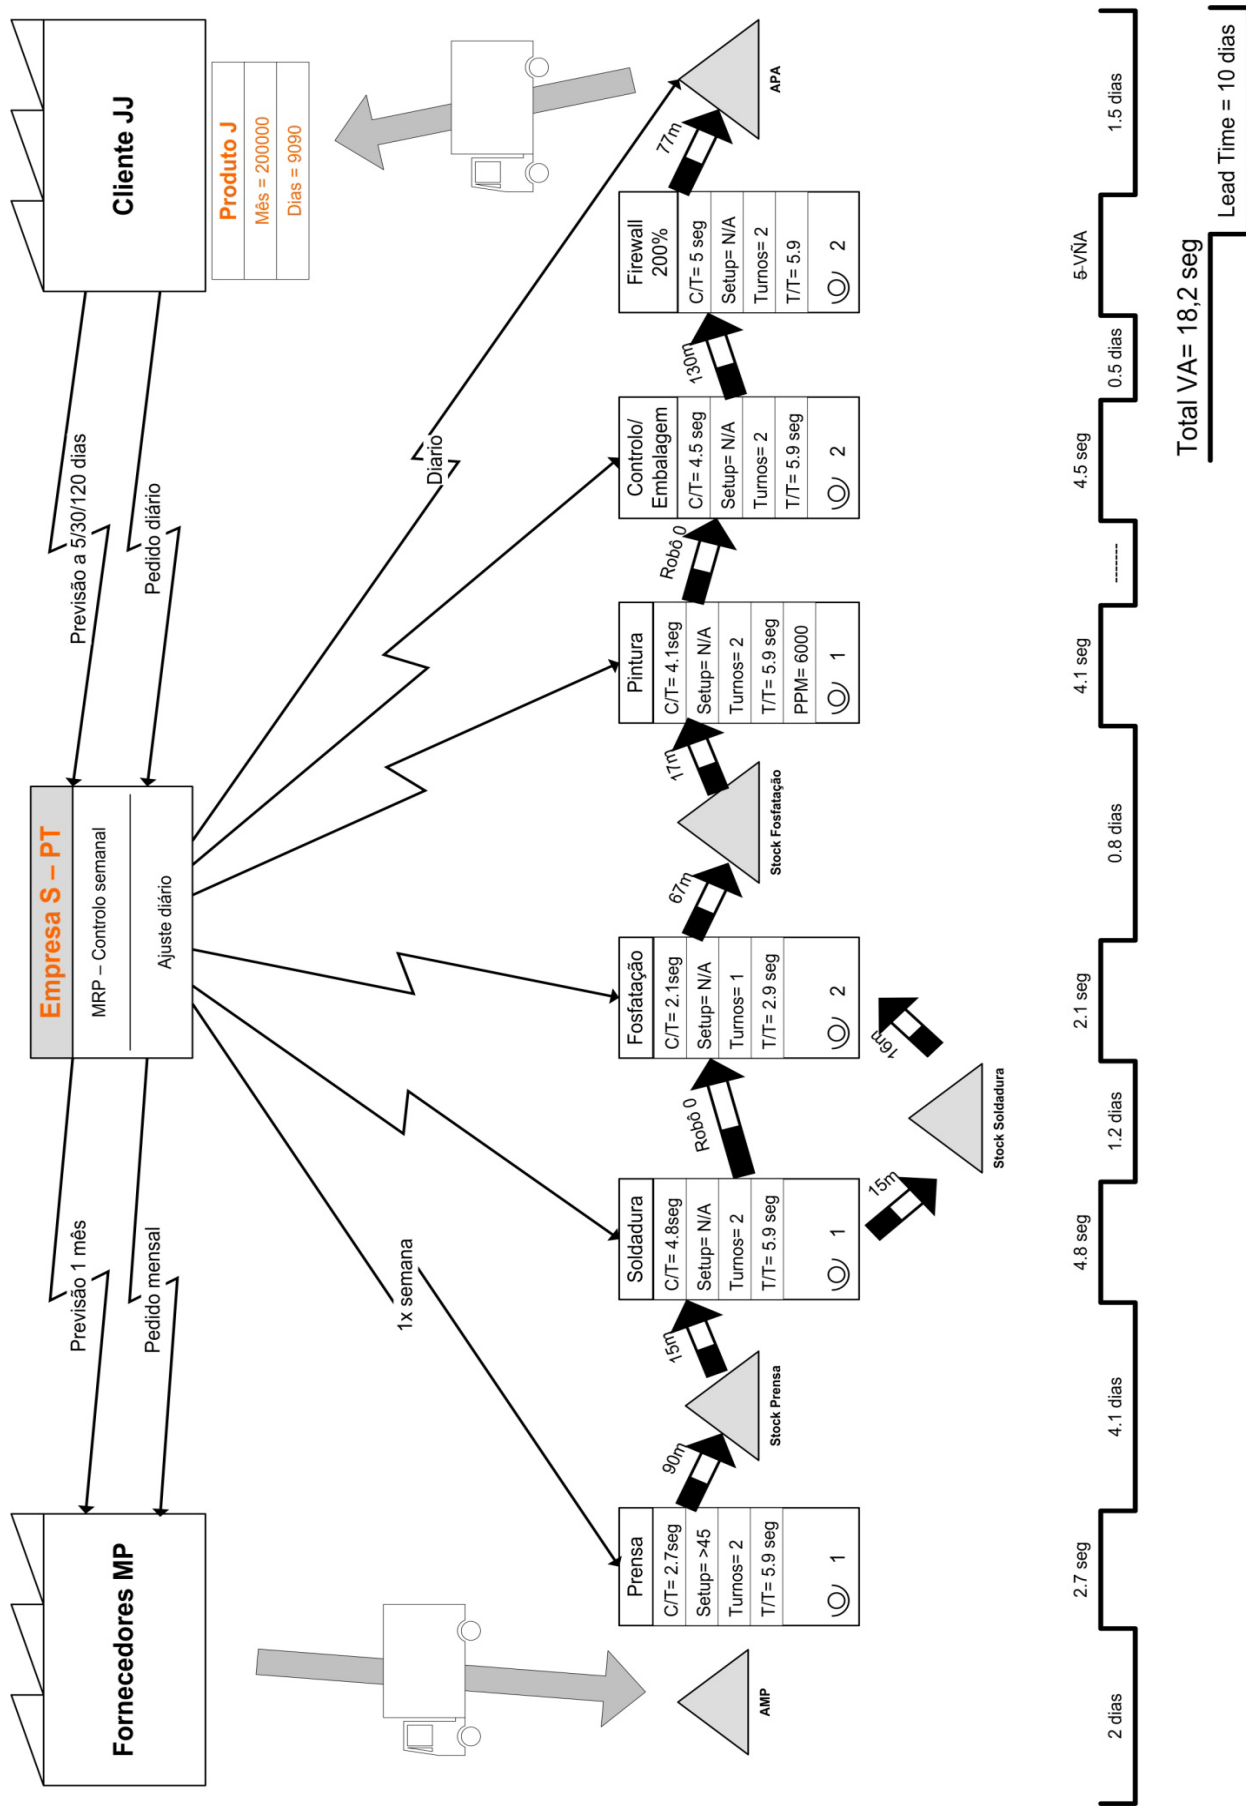 Fornecedores MP
Previsão 1 mês
Pedido mensal
Empresa S – PT
MRP – Controlo semanal
Ajuste diário
Previsão a 5/30/120 dias
Pedido diário
Cliente JJ
Produto J
Mês = 200000
Dias = 9090
1x semana
Diario
AMP
Prensa
C/T= 2.7seg
Setup= >45
Turnos= 2
T/T= 5.9 seg
1
90m
Stock Prensa
15m
Soldadura
C/T= 4.8seg
Setup= N/A
Turnos= 2
T/T= 5.9 seg
1
Robô 0
15m
Stock Soldadura
16m
Fosfatação
C/T= 2.1seg
Setup= N/A
Turnos= 1
T/T= 2.9 seg
2
67m
Stock Fosfatação
17m
Pintura
C/T= 4.1seg
Setup= N/A
Turnos= 2
T/T= 5.9 seg
PPM= 6000
1
Robô 0
Controlo/
Embalagem
C/T= 4.5 seg
Setup= N/A
Turnos= 2
T/T= 5.9 seg
2
130m
Firewall
200%
C/T= 5 seg
Setup= N/A
Turnos= 2
T/T= 5.9
2
77m
APA
2 dias
2.7 seg
4.1 dias
4.8 seg
1.2 dias
2.1 seg
0.8 dias
4.1 seg
-------
4.5 seg
0.5 dias
5-VÑA
1.5 dias
Total VA= 18,2 seg
Lead Time = 10 dias